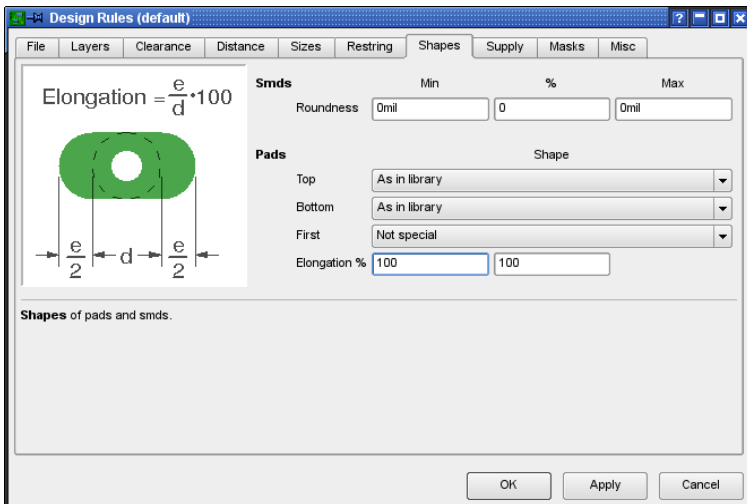 Design Rules (default)
File Layers Clearance Distance Sizes Restring Shapes Supply Masks Misc
Elongation = e/d · 100
Smds Min % Max
Roundness 0mil 0 0mil
Pads Shape
Top As in library
Bottom As in library
First Not special
Elongation % 100 100
e/2 d e/2
Shapes of pads and smds.
OK Apply Cancel